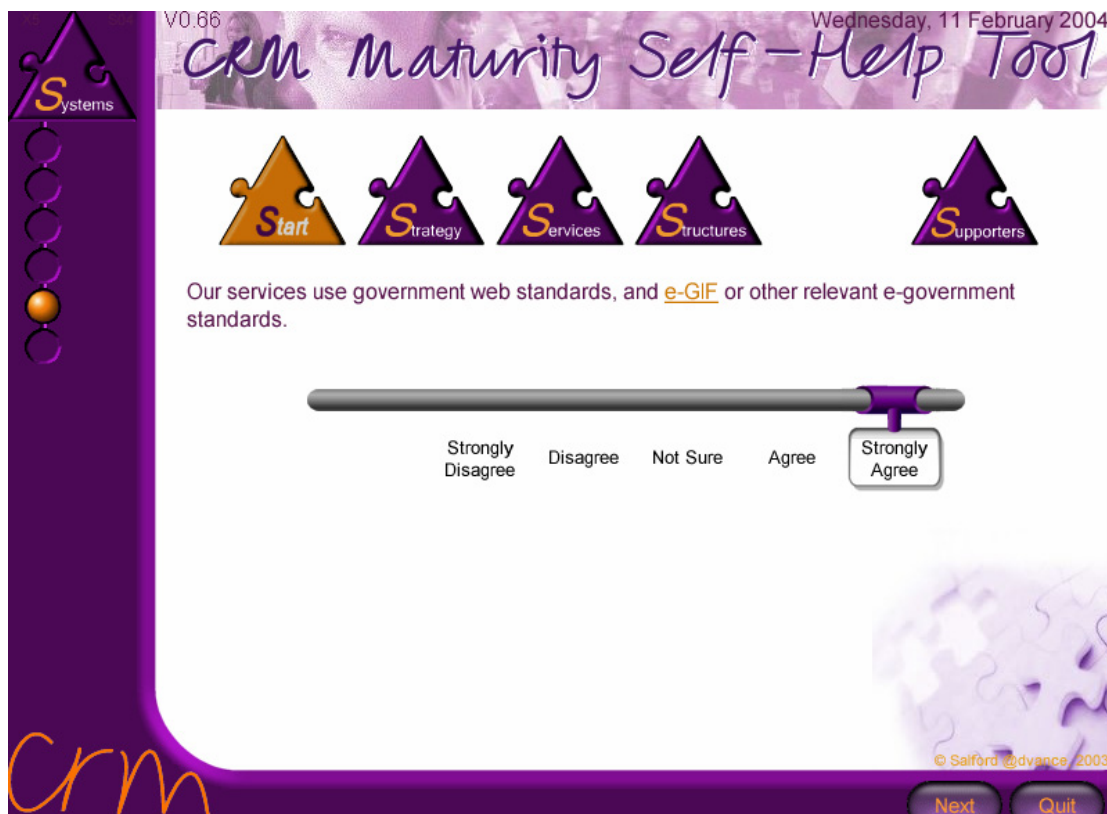 V0.66
Wednesday, 11 February 2004
CRM Maturity Self-Help Tool
Systems
Start
Strategy
Services
Structures
Supporters
Our services use government web standards, and e-GIF or other relevant e-government
standards.
Strongly
Disagree
Disagree
Not Sure
Agree
Strongly
Agree
crm
© Salford @dvance, 2003
Next
Quit